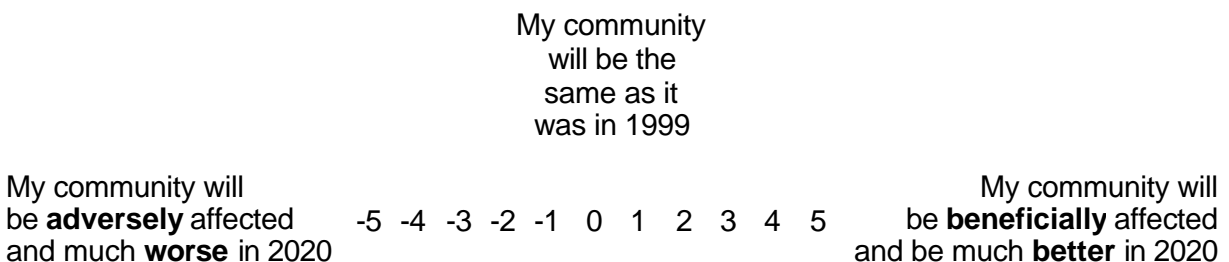 My community
will be the
same as it
was in 1999
My community will
be adversely affected
and much worse in 2020
-5 -4 -3 -2 -1 0 1 2 3 4 5
My community will
be beneficially affected
and be much better in 2020